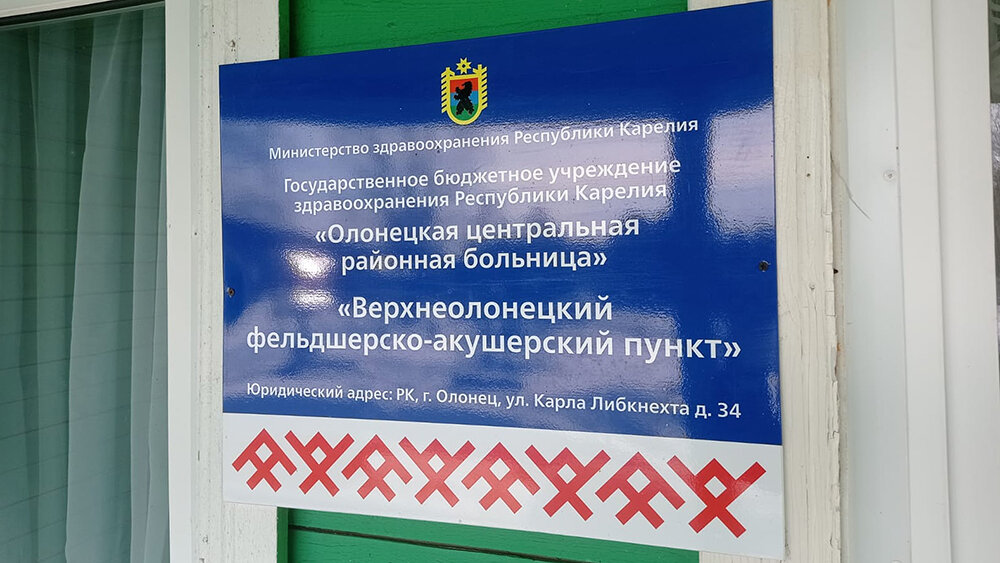 Министерство здравоохранения Республики Карелия
Государственное бюджетное учреждение
здравоохранения Республики Карелия
«Олонецкая центральная
районная больница»
«Верхнеолонецкий
фельдшерско-акушерский пункт»
Юридический адрес: РК, г. Олонец, ул. Карла Либкнехта д. 34